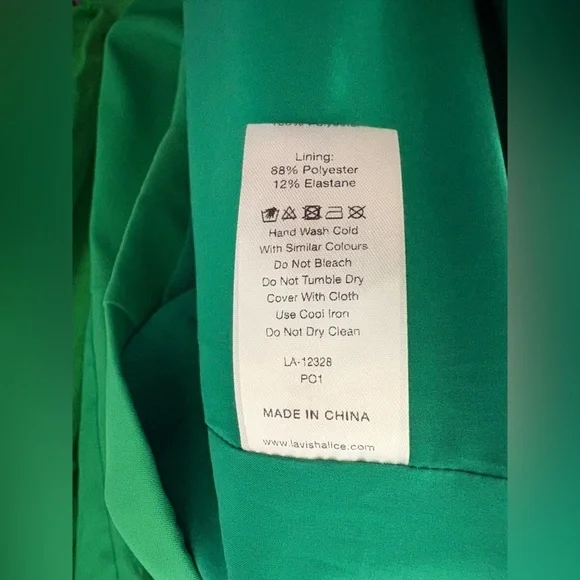 Lining:
88% Polyester
12% Elastane
Hand Wash Cold
With Similar Colours
Do Not Bleach
Do Not Tumble Dry
Cover With Cloth
Use Cool Iron
Do Not Dry Clean
LA-12328
PO1
MADE IN CHINA
www.lavishalice.com